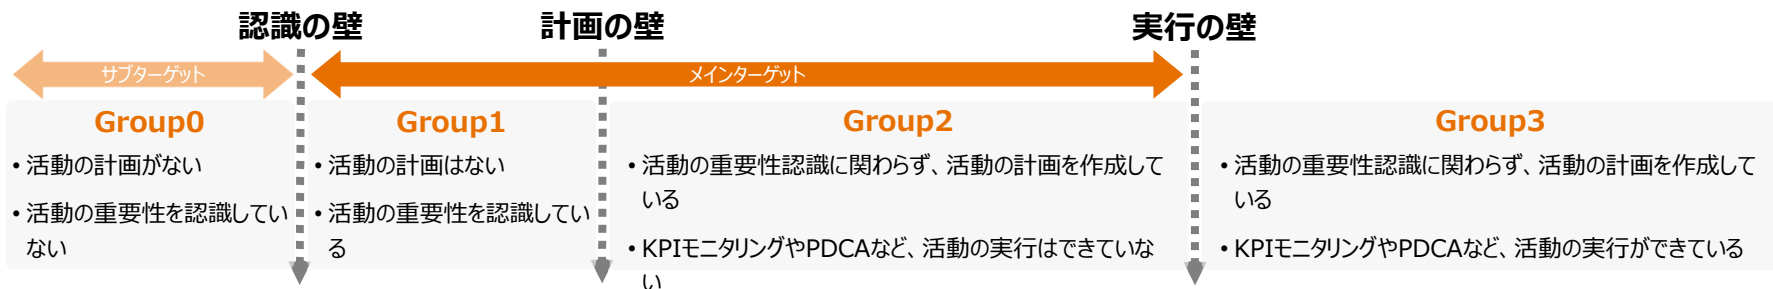 認識の壁
計画の壁
実行の壁
サブターゲット
メインターゲット
Group0
• 活動の計画がない
• 活動の重要性を認識してい
ない
Group1
• 活動の計画はない
• 活動の重要性を認識してい
る
Group2
• 活動の重要性認識に関わらず、活動の計画を作成して
いる
• KPIモニタリングやPDCAなど、活動の実行はできていな
い
Group3
• 活動の重要性認識に関わらず、活動の計画を作成して
いる
• KPIモニタリングやPDCAなど、活動の実行ができている